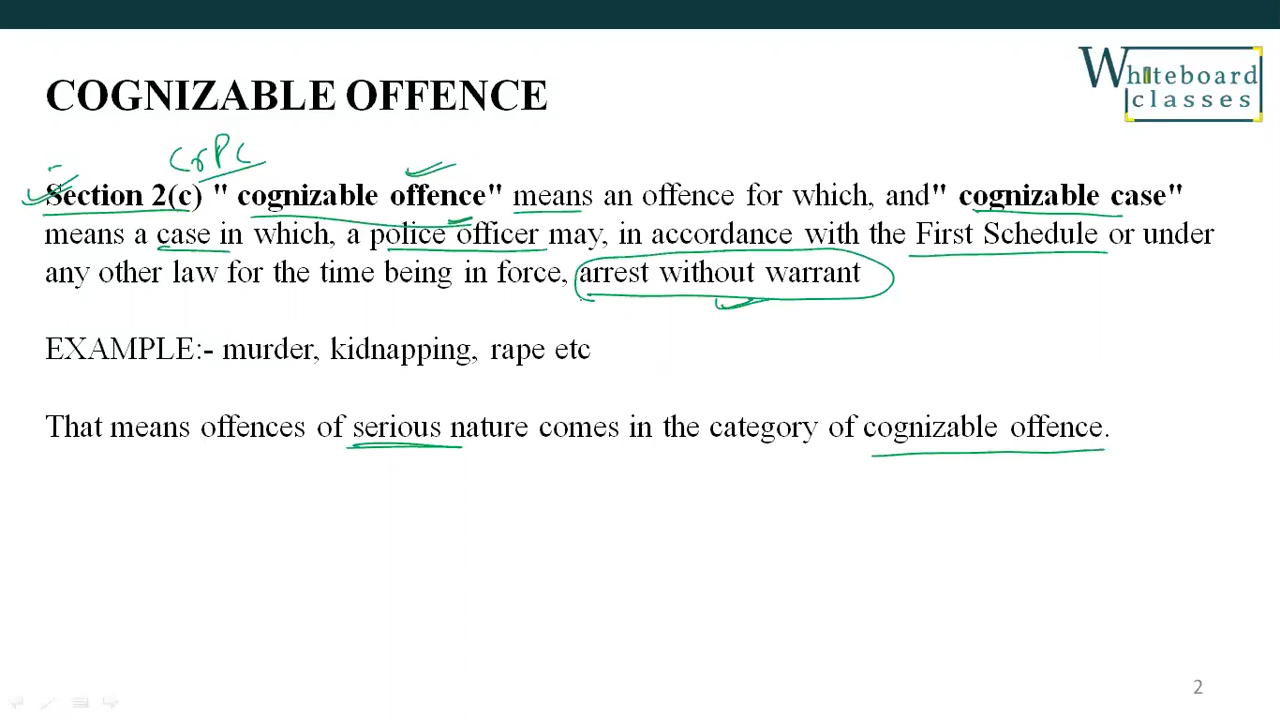 COGNIZABLE OFFENCE
Whiteboard
classes
CrPC
Section 2(c) " cognizable offence" means an offence for which, and" cognizable case"
means a case in which, a police officer may, in accordance with the First Schedule or under
any other law for the time being in force, arrest without warrant
EXAMPLE:- murder, kidnapping, rape etc
That means offences of serious nature comes in the category of cognizable offence.
2